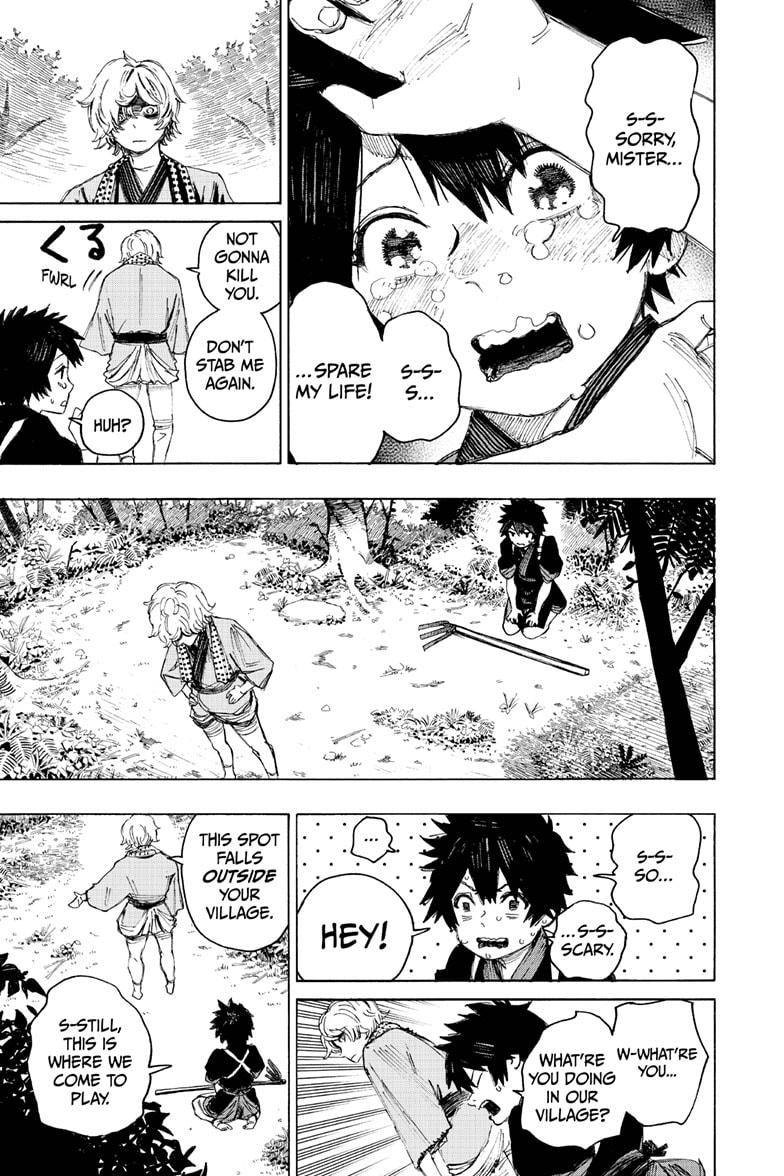 S-S-
SORRY,
MISTER...
S-S-
S...
...SPARE
MY LIFE!
NOT
GONNA
KILL
YOU.
DON'T
STAB ME
AGAIN.
くる
FWRL
HUH?
S-S-
SO...
...S-S-
SCARY.
...
HEY!
W-WHAT'RE
YOU...
WHAT'RE
YOU DOING
IN OUR
VILLAGE?
THIS SPOT
FALLS
OUTSIDE
YOUR
VILLAGE.
S-STILL,
THIS IS
WHERE WE
COME TO
PLAY.